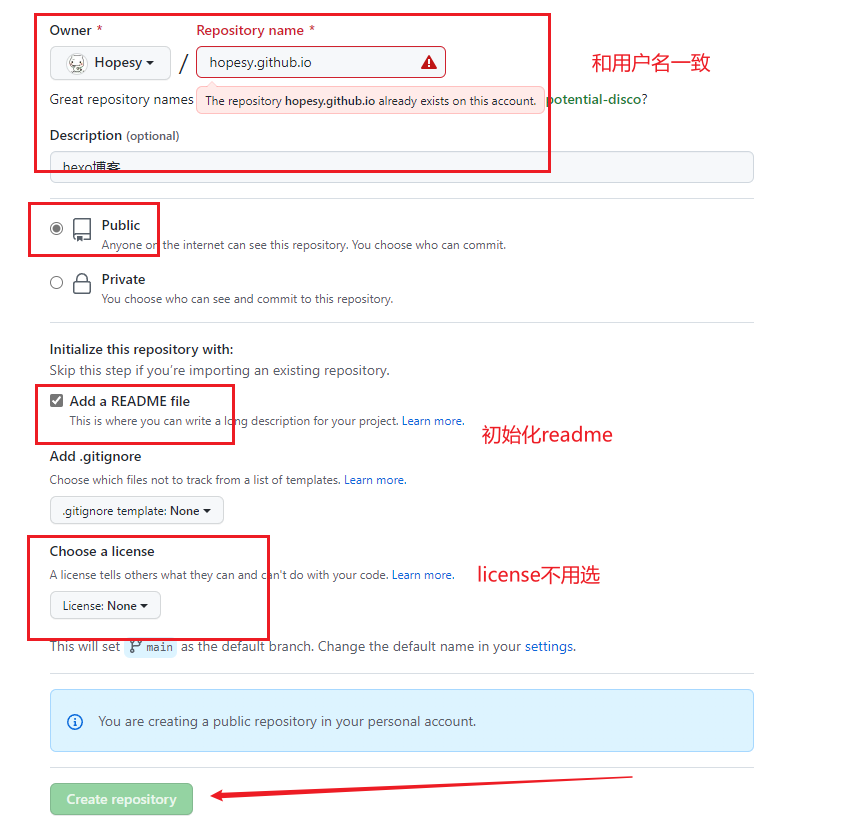 Owner * Repository name *
Hopesy / hopesy.github.io
和用户名一致
Great repository names
The repository hopesy.github.io already exists on this account.
potential-disco?
Description (optional)
hexo博客
Public
Anyone on the internet can see this repository. You choose who can commit.
Private
You choose who can see and commit to this repository.
Initialize this repository with:
Skip this step if you're importing an existing repository.
Add a README file
This is where you can write a long description for your project. Learn more.
初始化readme
Add .gitignore
Choose which files not to track from a list of templates. Learn more.
.gitignore template: None
Choose a license
A license tells others what they can and can't do with your code. Learn more.
license不用选
License: None
This will set main as the default branch. Change the default name in your settings.
You are creating a public repository in your personal account.
Create repository